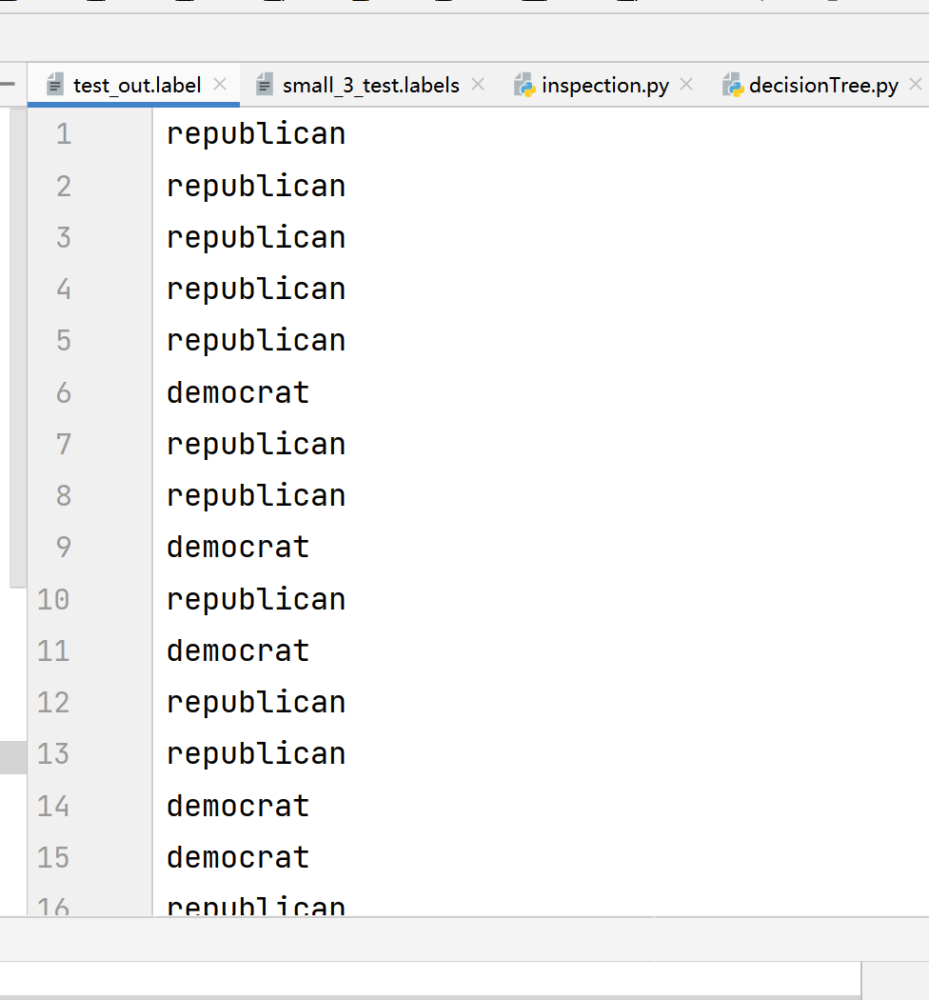 test_out.label small_3_test.labels inspection.py decisionTree.py
1 republican
2 republican
3 republican
4 republican
5 republican
6 democrat
7 republican
8 republican
9 democrat
10 republican
11 democrat
12 republican
13 republican
14 democrat
15 democrat
16 republican